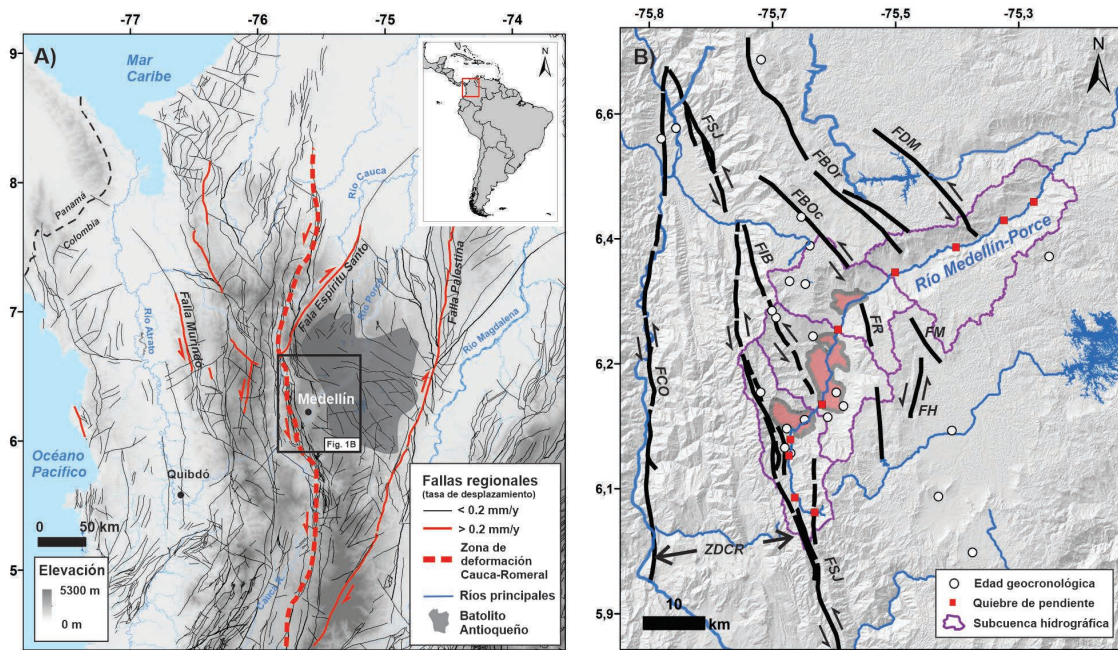 -77
-76
-75
-74
9
8
7
6
5
A)
Mar
Caribe
N
Panamá
Colombia
Río Cauca
Falla Espíritu Santo
Río Porce
Falla Palestina
Río Magdalena
Río Atrato
Falla Murindó
Medellín
Fig. 1B
Océano
Pacífico
Quibdó
0 50 km
Cauca R.
Elevación
5300 m
0 m
Fallas regionales
(tasa de desplazamiento)
< 0.2 mm/y
> 0.2 mm/y
Zona de
deformación
Cauca-Romeral
Ríos principales
Batolito
Antioqueño
-75,8
-75,7
-75,5
-75,3
6,6
6,4
6,2
6,1
5,9
B)
N
FSJ
FDM
FBOr
FBOc
FIB
Río Medellín-Porce
FR
FM
FH
FCO
ZDCR
FSJ
10
km
Edad geocronológica
Quiebre de pendiente
Subcuenca hídrográfica